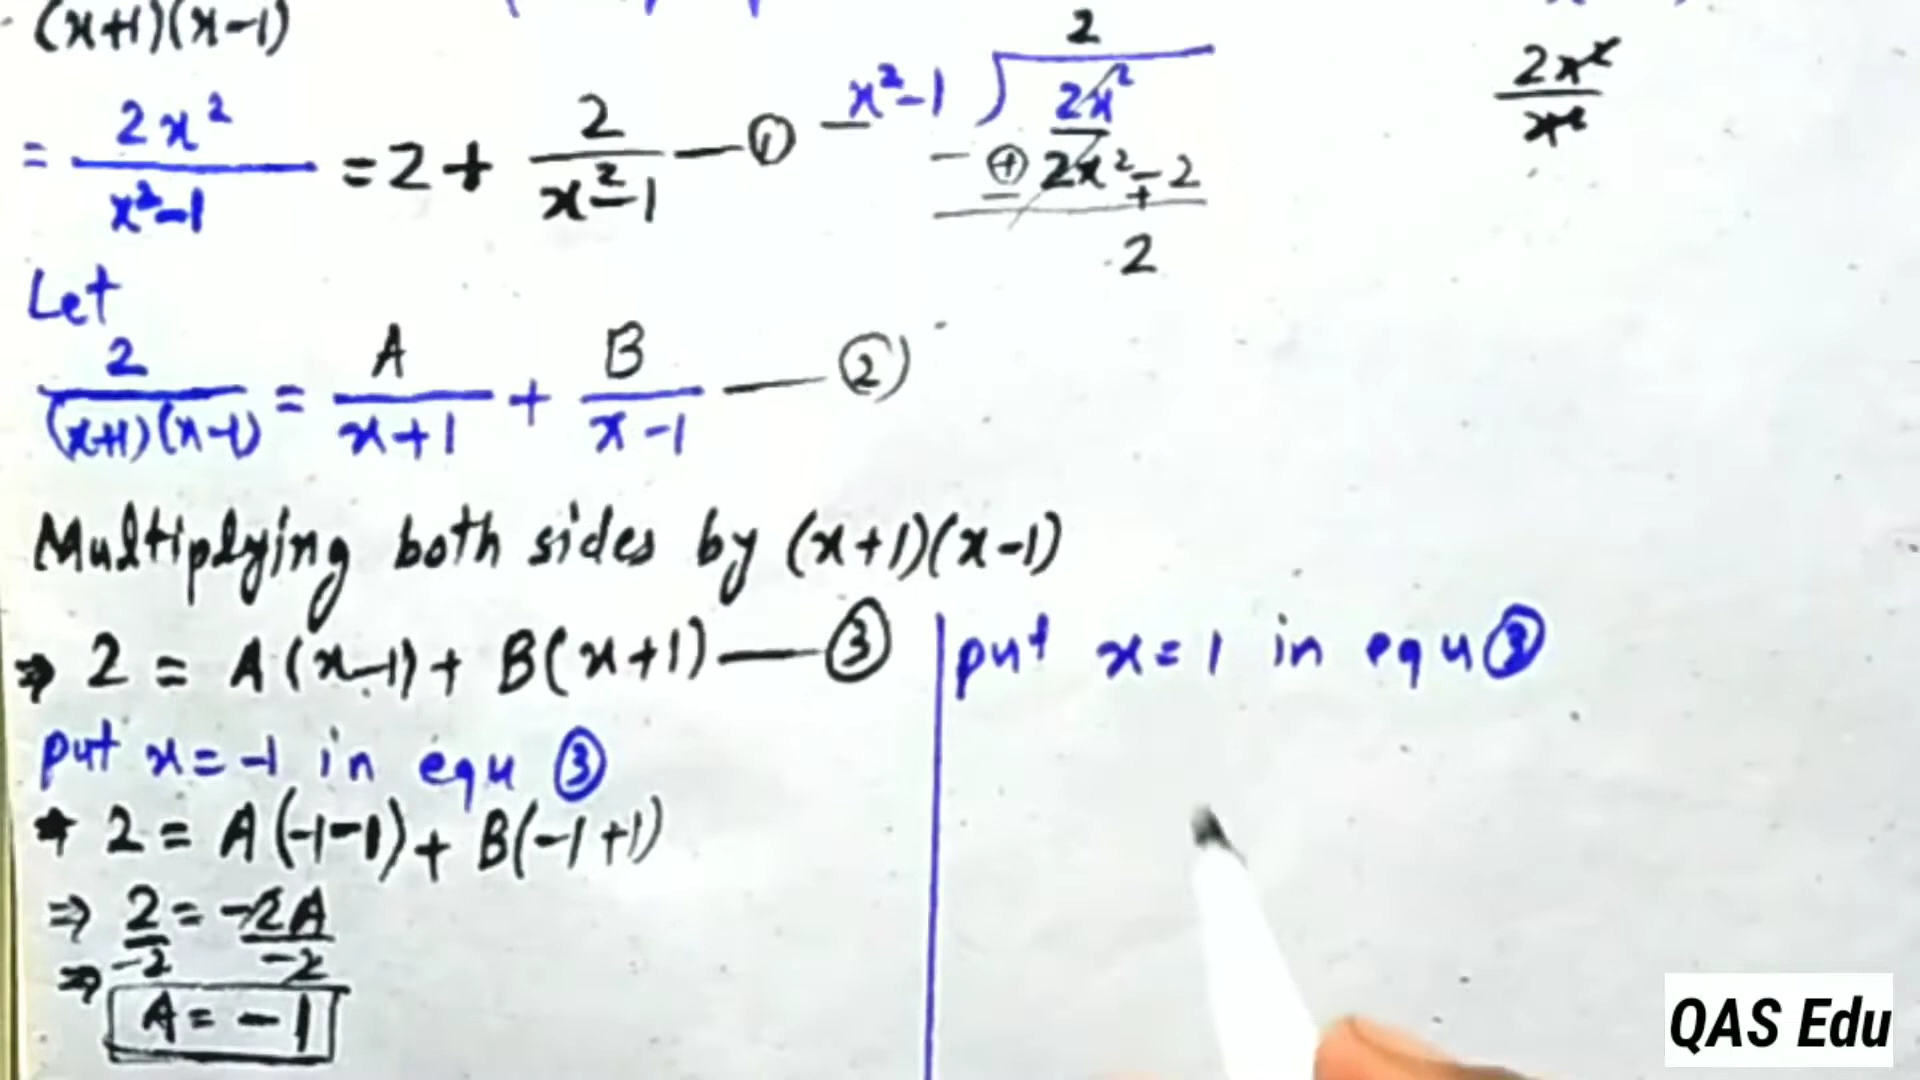 (x+1)(x-1)
= 2x²/x²-1 = 2 + 2/x²-1 — ①
2
x²-1 ) 2x²
- ⊕ 2x² - 2
- +
2
2x²/x²
Let
2/(x+1)(x-1) = A/x+1 + B/x-1 — ②
Multiplying both sides by (x+1)(x-1)
⇒ 2 = A(x-1) + B(x+1) — ③
put x = -1 in equ ③
⇒ 2 = A(-1-1) + B(-1+1)
⇒ 2/-2 = -2A/-2
⇒ A = -1
put x = 1 in equ ③
QAS Edu